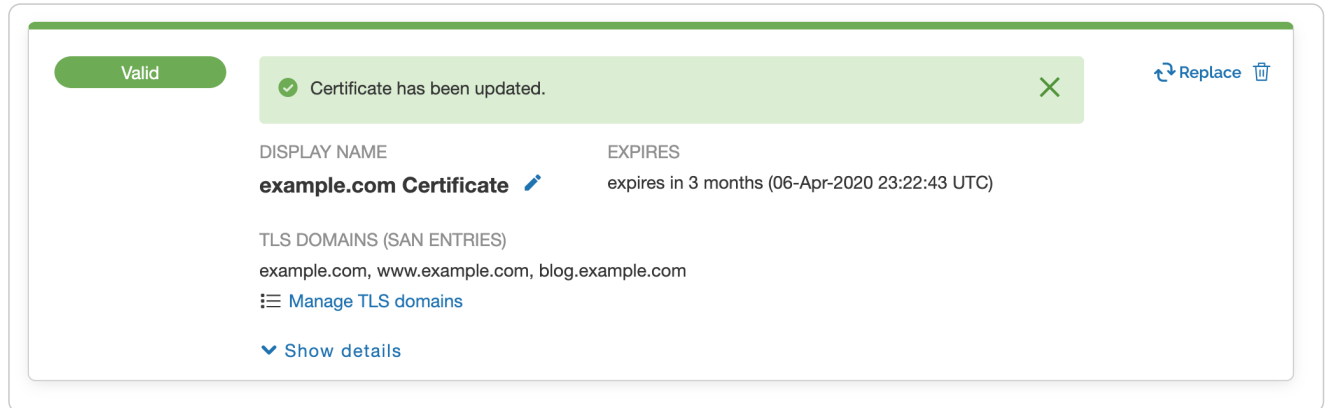 Valid
Certificate has been updated.
Replace
DISPLAY NAME
example.com Certificate
EXPIRES
expires in 3 months (06-Apr-2020 23:22:43 UTC)
TLS DOMAINS (SAN ENTRIES)
example.com, www.example.com, blog.example.com
Manage TLS domains
Show details